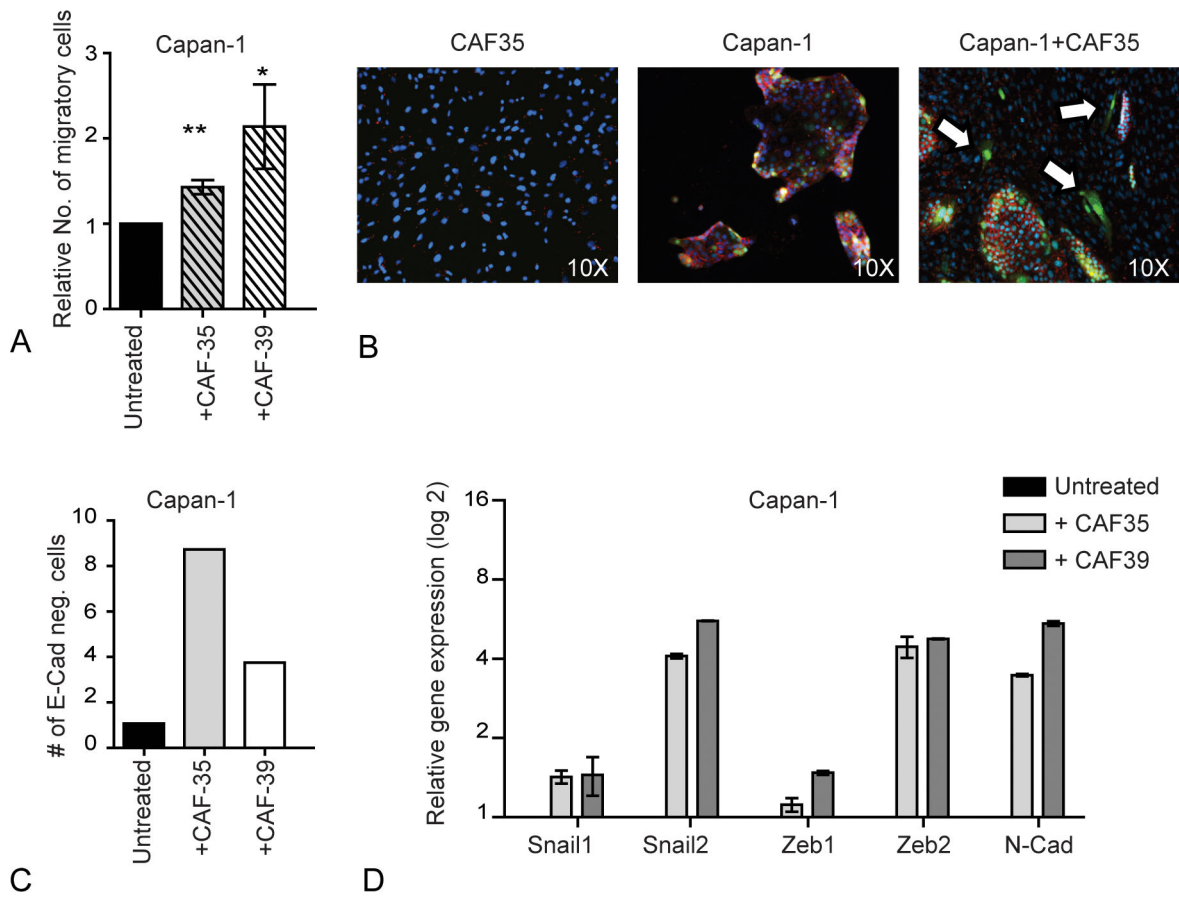 A
Capan-1
Relative No. of migratory cells
3
2
1
0
**
*
Untreated
+CAF-35
+CAF-39
B
CAF35
Capan-1
Capan-1+CAF35
10X
10X
10X
C
Capan-1
# of E-Cad neg. cells
10
8
6
4
2
0
Untreated
+CAF-35
+CAF-39
D
Capan-1
Relative gene expression (log 2)
16
8
4
2
1
Snail1
Snail2
Zeb1
Zeb2
N-Cad
Untreated
+ CAF35
+ CAF39